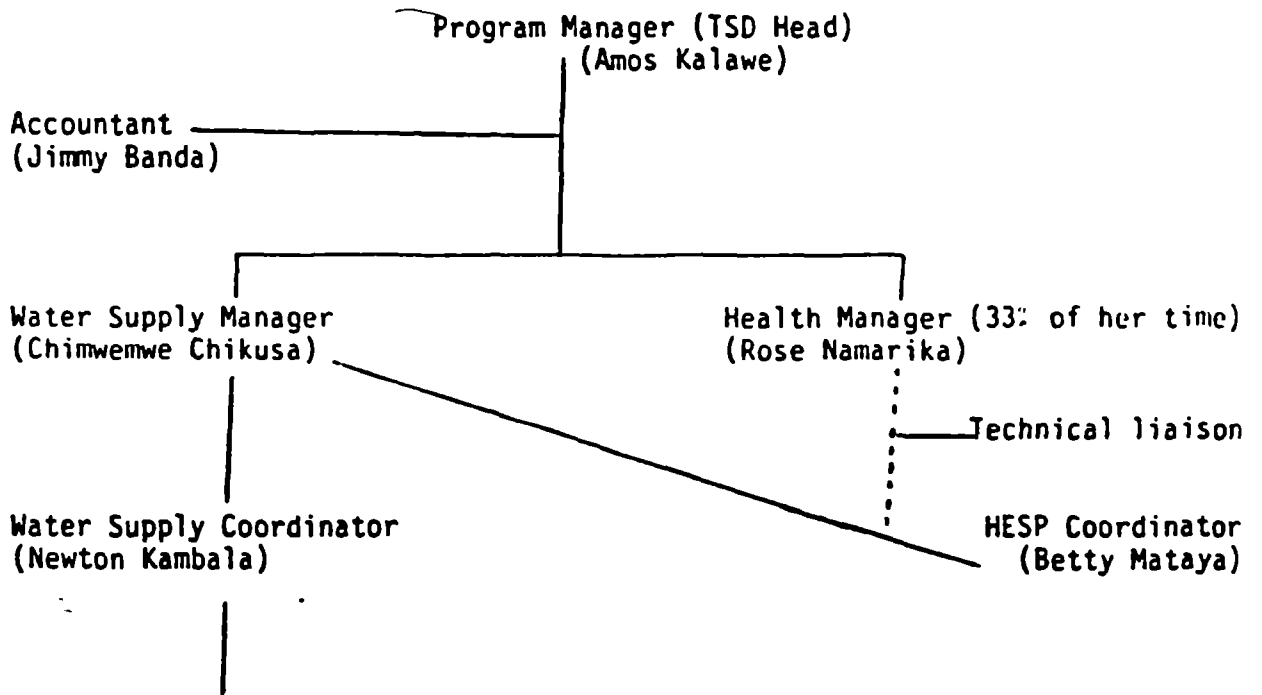 Program Manager (TSD Head)
(Amos Kalawe)
Accountant
(Jimmy Banda)
Water Supply Manager
(Chimwemwe Chikusa)
Health Manager (33% of her time)
(Rose Namarika)
Technical liaison
Water Supply Coordinator
(Newton Kambala)
HESP Coordinator
(Betty Mataya)